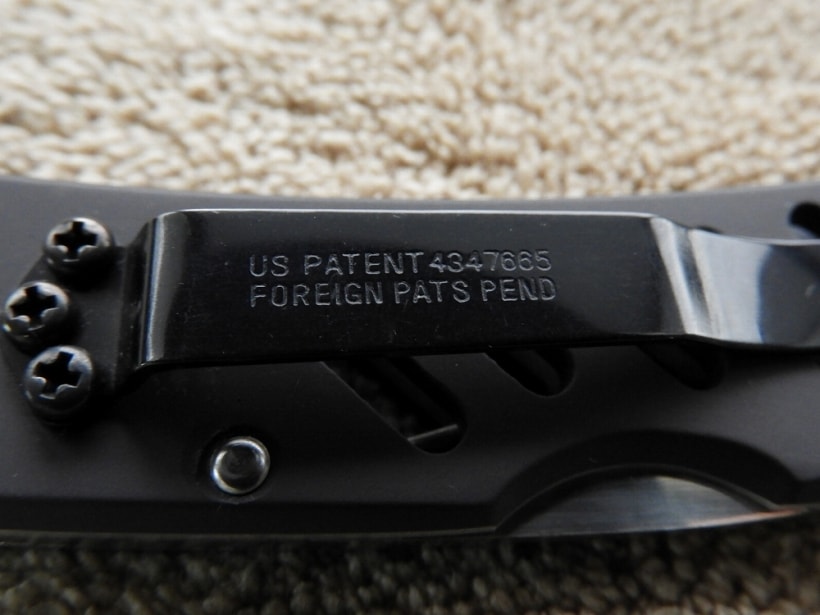 US PATENT 4347665
FOREIGN PATS PEND